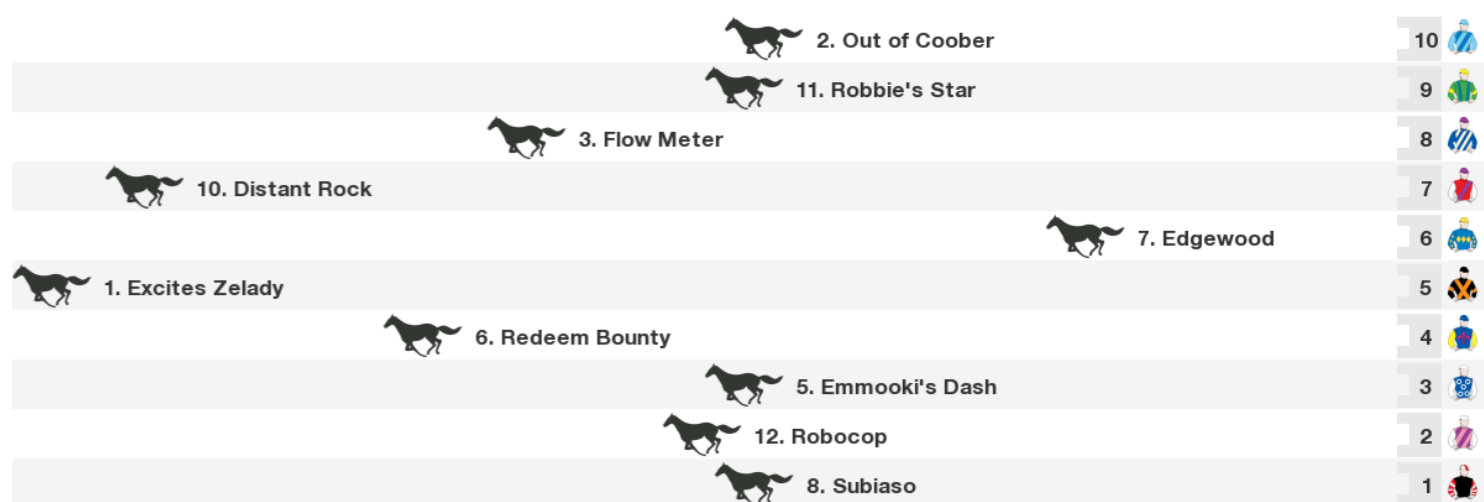 2. Out of Coober 10
11. Robbie's Star 9
3. Flow Meter 8
10. Distant Rock 7
7. Edgewood 6
1. Excites Zelady 5
6. Redeem Bounty 4
5. Emmooki's Dash 3
12. Robocop 2
8. Subiaso 1